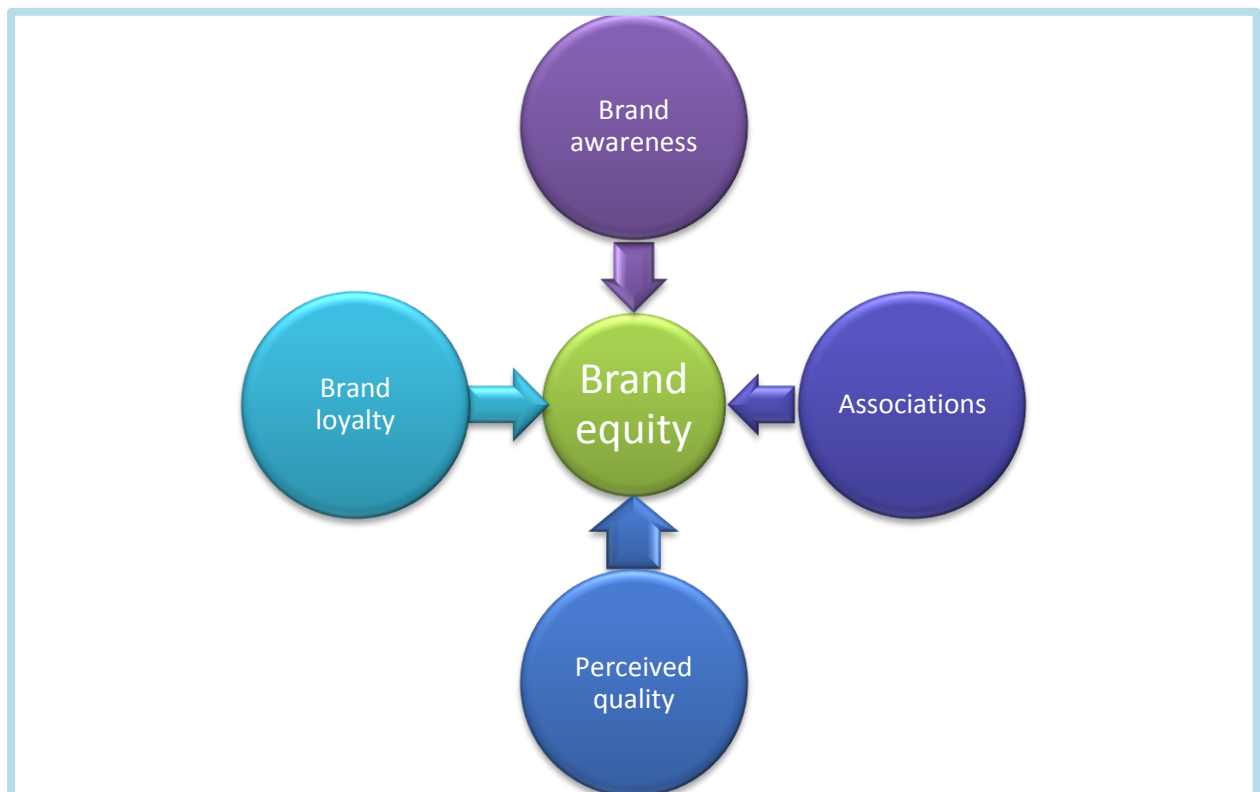 Brand
awareness
Brand
loyalty
Brand
equity
Associations
Perceived
quality